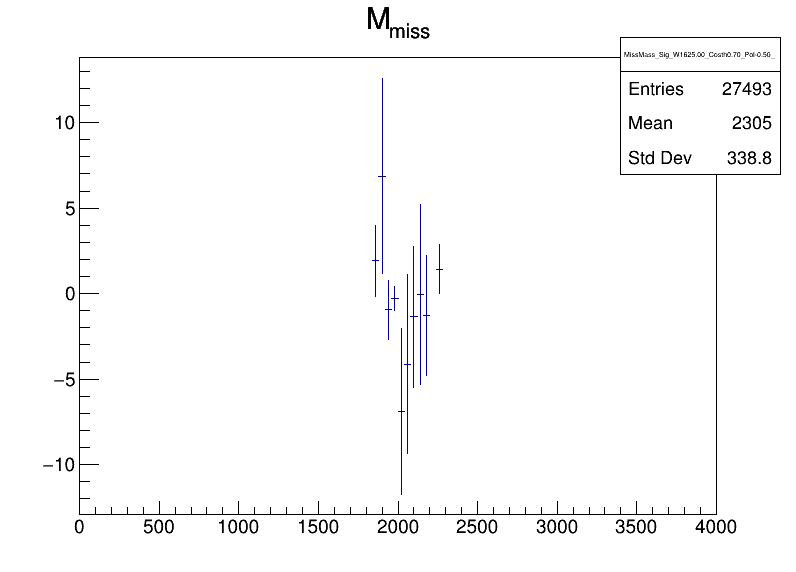 M_miss
MissMass_Sig_W1625.00_Costh0.70_Pol-0.50_
Entries 27493
Mean 2305
Std Dev 338.8
10
5
0
−5
−10
0 500 1000 1500 2000 2500 3000 3500 4000